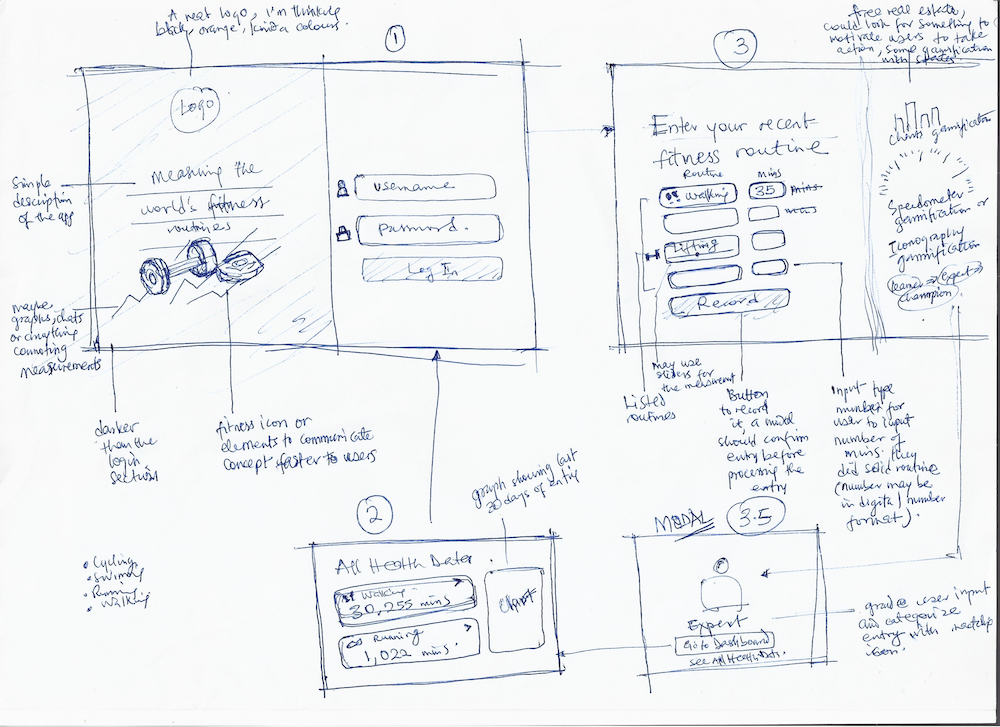 A neat logo, I'm thinking
black, orange, kinda colours.
1
Logo
Measuring the
world's fitness
routines
Simple
description
of the app
maybe
graphs, chats
or anything
connoting
measurements
username
password.
Log In
darker
than the
login
section
fitness icon or
elements to communicate
concept faster to users
3
Enter your recent
fitness routine
Routine
mins
Walking
35
mins
mins
Lifting
Record
free real estate,
could look for something to
motivate users to take
action, some gamification
with states
Charts gamification
Speedometer
gamification or
Iconography
gamification
Learner => Expert =>
champion
Listed
routines
may use
sliders for
the measurement
Button
to record
it, a modal
should confirm
entry before
processing the
entry
Input type
number for
user to input
number of
mins they
did said routine
(number may be
in digital number
format).
Cycling
Swimming
Running
Walking
2
All Health Data
Walking
30,255 mins
Running
1,022 mins
Chart
graph showing last
30 days of entry
MODAL
3.5
Expert
Go to Dashboard
see All Health Data.
grade user input
and categorize
entry with
icon.